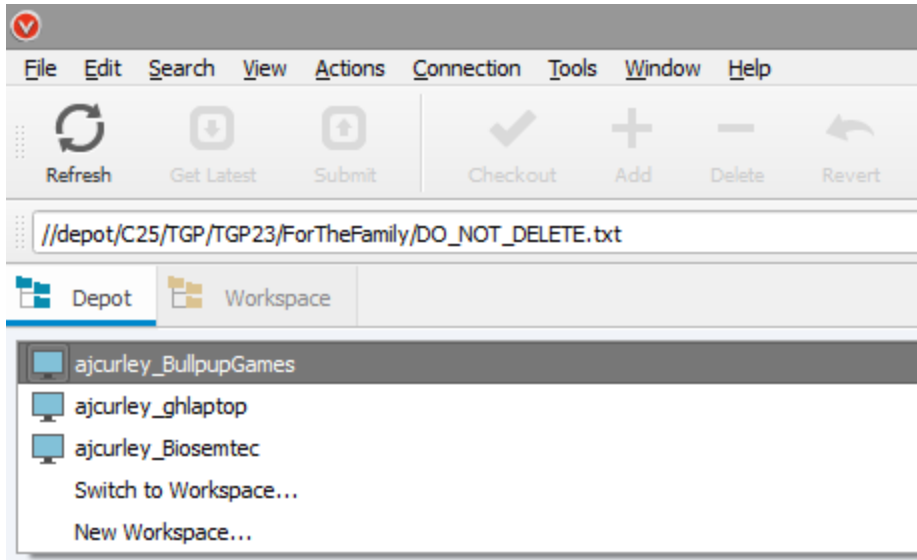 File Edit Search View Actions Connection Tools Window Help
Refresh Get Latest Submit Checkout Add Delete Revert
//depot/C25/TGP/TGP23/ForTheFamily/DO_NOT_DELETE.txt
Depot Workspace
ajcurley_BullpupGames
ajcurley_ghlaptop
ajcurley_Biosemtec
Switch to Workspace...
New Workspace...